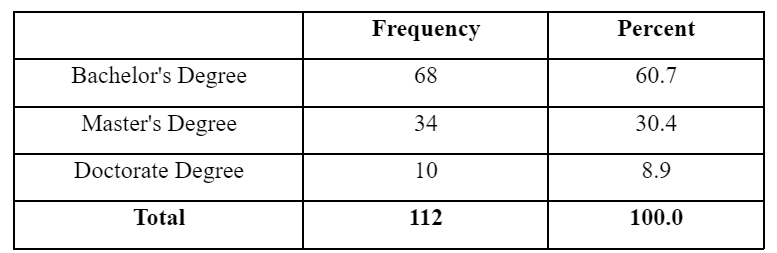 Frequency Percent
Bachelor's Degree 68 60.7
Master's Degree 34 30.4
Doctorate Degree 10 8.9
Total 112 100.0